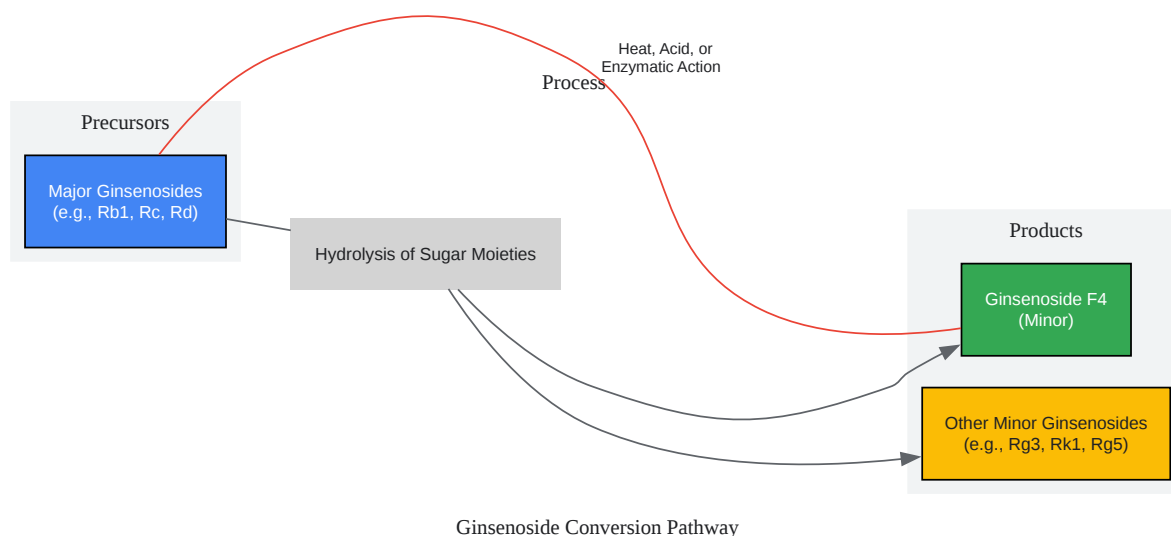 Heat, Acid, or
Enzymatic Action
Process
Precursors
Major Ginsenosides
(e.g., Rb1, Rc, Rd)
Hydrolysis of Sugar Moieties
Products
Ginsenoside F4
(Minor)
Other Minor Ginsenosides
(e.g., Rg3, Rk1, Rg5)
Ginsenoside Conversion Pathway